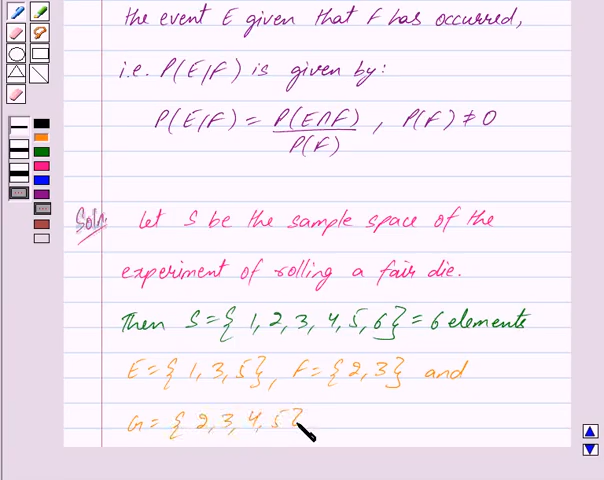 the event E given that F has occurred,
i.e. P(E/F) is given by:
P(E/F) = P(E∩F) / P(F) , P(F) ≠ 0
Soln. Let S be the sample space of the
experiment of rolling a fair die.
Then S = { 1, 2, 3, 4, 5, 6} = 6 elements
E = { 1, 3, 5}, F = { 2, 3} and
G = { 2, 3, 4, 5}